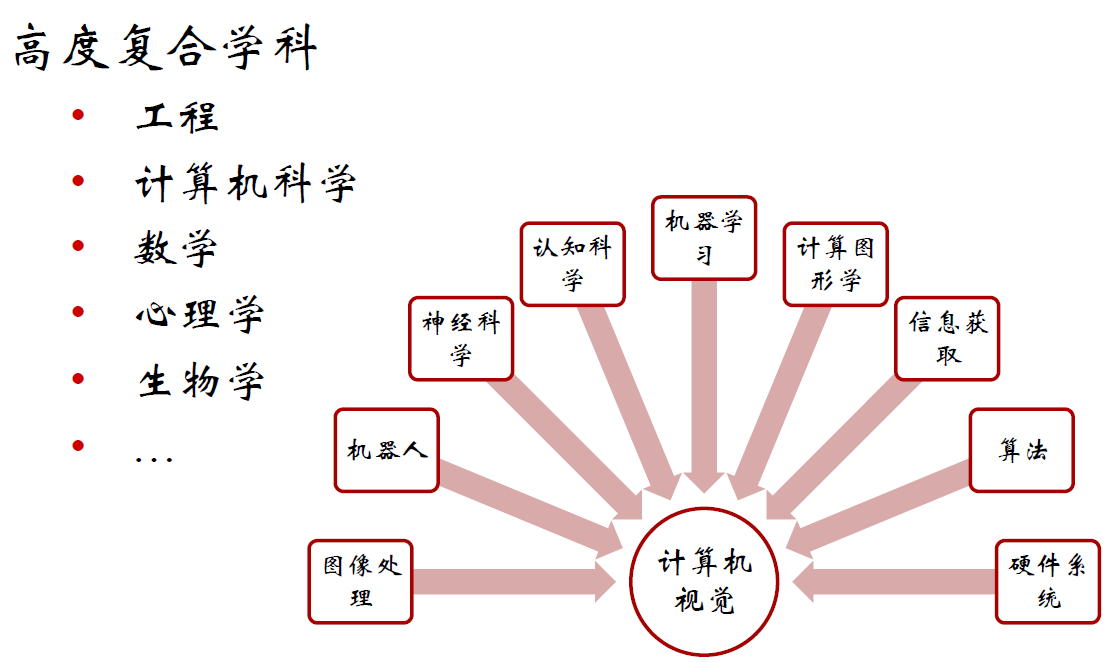 高度复合学科
• 工程
• 计算机科学
• 数学
• 心理学
• 生物学
• ...
机器学
习
认知科
学
计算图
形学
神经科
学
信息获
取
机器人
算法
图像处
理
计算机
视觉
硬件系
统